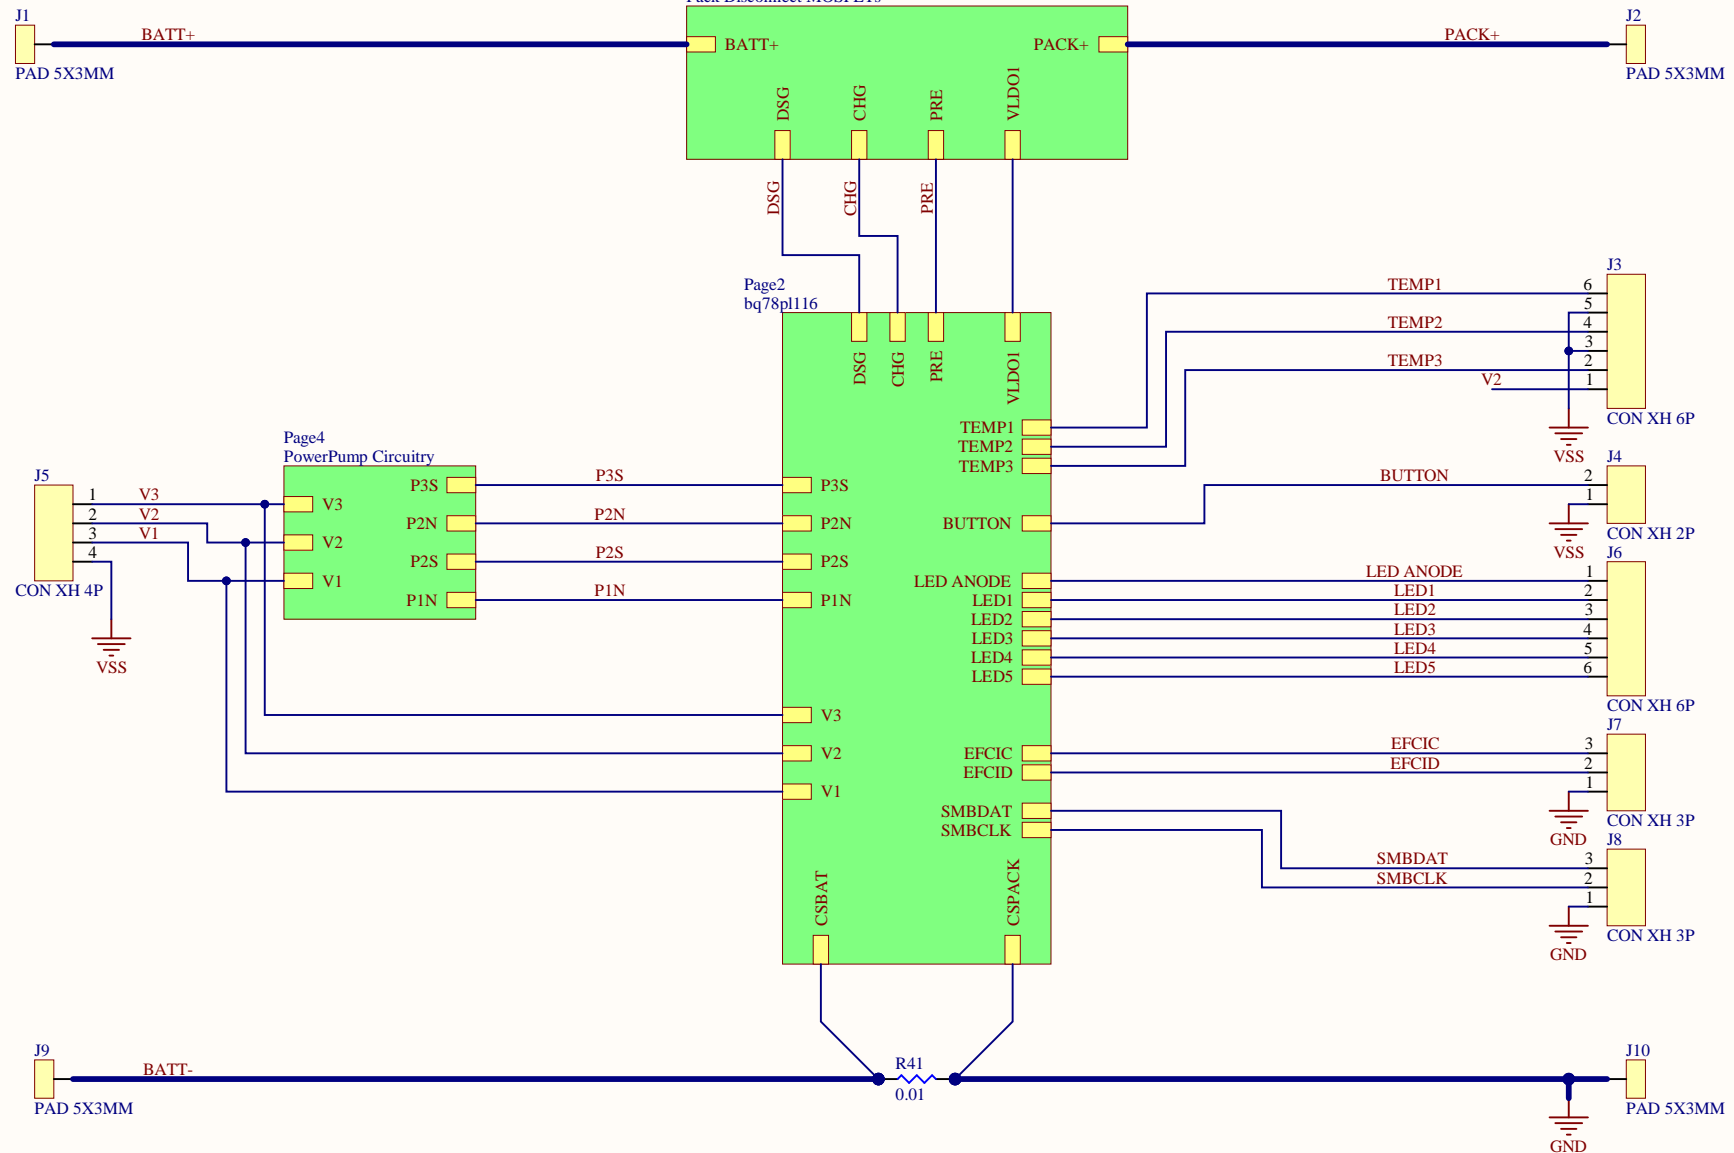 Pack Disconnect MOSFETs
J1
BATT+
PAD 5X3MM
BATT+
PACK+
DSG
CHG
PRE
VLDO1
PACK+
J2
PAD 5X3MM
DSG
CHG
PRE
Page2
bq78pl116
DSG
CHG
PRE
VLDO1
TEMP1
TEMP2
TEMP3
BUTTON
LED ANODE
LED1
LED2
LED3
LED4
LED5
EFCIC
EFCID
SMBDAT
SMBCLK
P3S
P2N
P2S
P1N
V3
V2
V1
CSBAT
CSPACK
Page4
PowerPump Circuitry
V3
V2
V1
P3S
P2N
P2S
P1N
P3S
P2N
P2S
P1N
J5
1
2
3
4
V3
V2
V1
CON XH 4P
VSS
J3
TEMP1
TEMP2
TEMP3
V2
6
5
4
3
2
1
CON XH 6P
VSS
J4
BUTTON
2
1
CON XH 2P
VSS
J6
LED ANODE
LED1
LED2
LED3
LED4
LED5
1
2
3
4
5
6
CON XH 6P
J7
EFCIC
EFCID
3
2
1
CON XH 3P
GND
J8
SMBDAT
SMBCLK
3
2
1
CON XH 3P
GND
J9
BATT-
PAD 5X3MM
R41
0.01
J10
PAD 5X3MM
GND